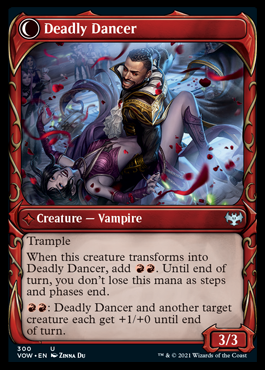 Deadly Dancer
Creature — Vampire
Trample
When this creature transforms into
Deadly Dancer, add RR. Until end of
turn, you don't lose this mana as steps
and phases end.
RR: Deadly Dancer and another target
creature each get +1/+0 until end
of turn.
3/3
300 U
VOW • EN Zinna Du
™ & © 2021 Wizards of the Coast